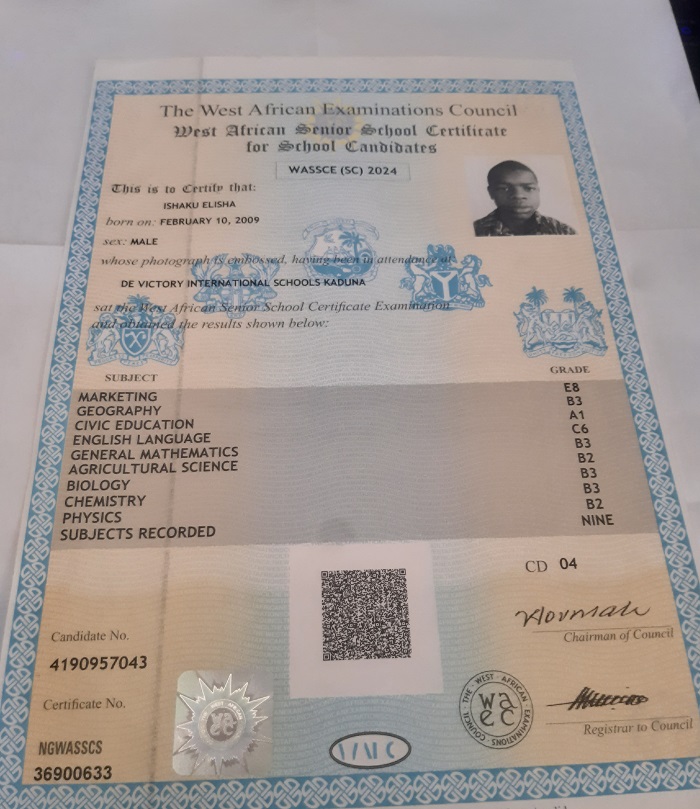 The West African Examinations Council
West African Senior School Certificate
for School Candidates
WASSCE (SC) 2024
This is to Certify that:
ISHAKU ELISHA
born on: FEBRUARY 10, 2009
sex: MALE
whose photograph is embossed, having been in attendance at
DE VICTORY INTERNATIONAL SCHOOLS KADUNA
sat the West African Senior School Certificate Examination
and obtained the results shown below:
SUBJECT GRADE
MARKETING E8
GEOGRAPHY B3
CIVIC EDUCATION A1
ENGLISH LANGUAGE C6
GENERAL MATHEMATICS B3
AGRICULTURAL SCIENCE B2
BIOLOGY B3
CHEMISTRY B3
PHYSICS B2
SUBJECTS RECORDED NINE
CD 04
Chairman of Council
Candidate No.
4190957043
Certificate No.
NGWASSCS
36900633
THE WEST AFRICAN EXAMINATIONS COUNCIL
waec
Registrar to Council